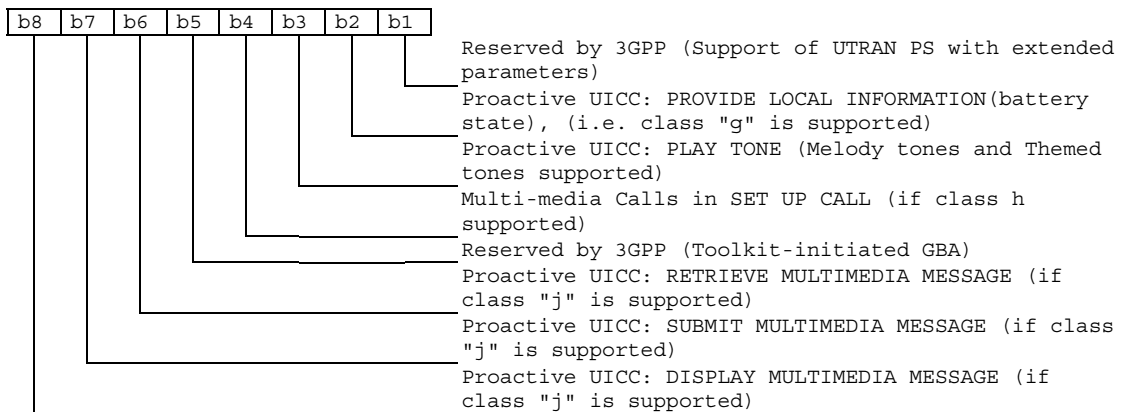 b8 b7 b6 b5 b4 b3 b2 b1
Reserved by 3GPP (Support of UTRAN PS with extended
parameters)
Proactive UICC: PROVIDE LOCAL INFORMATION(battery
state), (i.e. class "g" is supported)
Proactive UICC: PLAY TONE (Melody tones and Themed
tones supported)
Multi-media Calls in SET UP CALL (if class h
supported)
Reserved by 3GPP (Toolkit-initiated GBA)
Proactive UICC: RETRIEVE MULTIMEDIA MESSAGE (if
class "j" is supported)
Proactive UICC: SUBMIT MULTIMEDIA MESSAGE (if class
"j" is supported)
Proactive UICC: DISPLAY MULTIMEDIA MESSAGE (if
class "j" is supported)